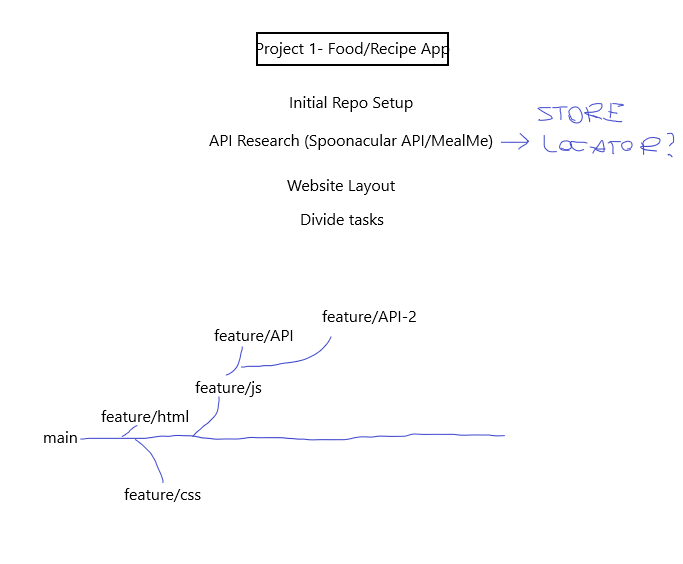 Project 1- Food/Recipe App
Initial Repo Setup
API Research (Spoonacular API/MealMe)
STORE
LOCATOR?
Website Layout
Divide tasks
feature/API-2
feature/API
feature/js
feature/html
main
feature/css